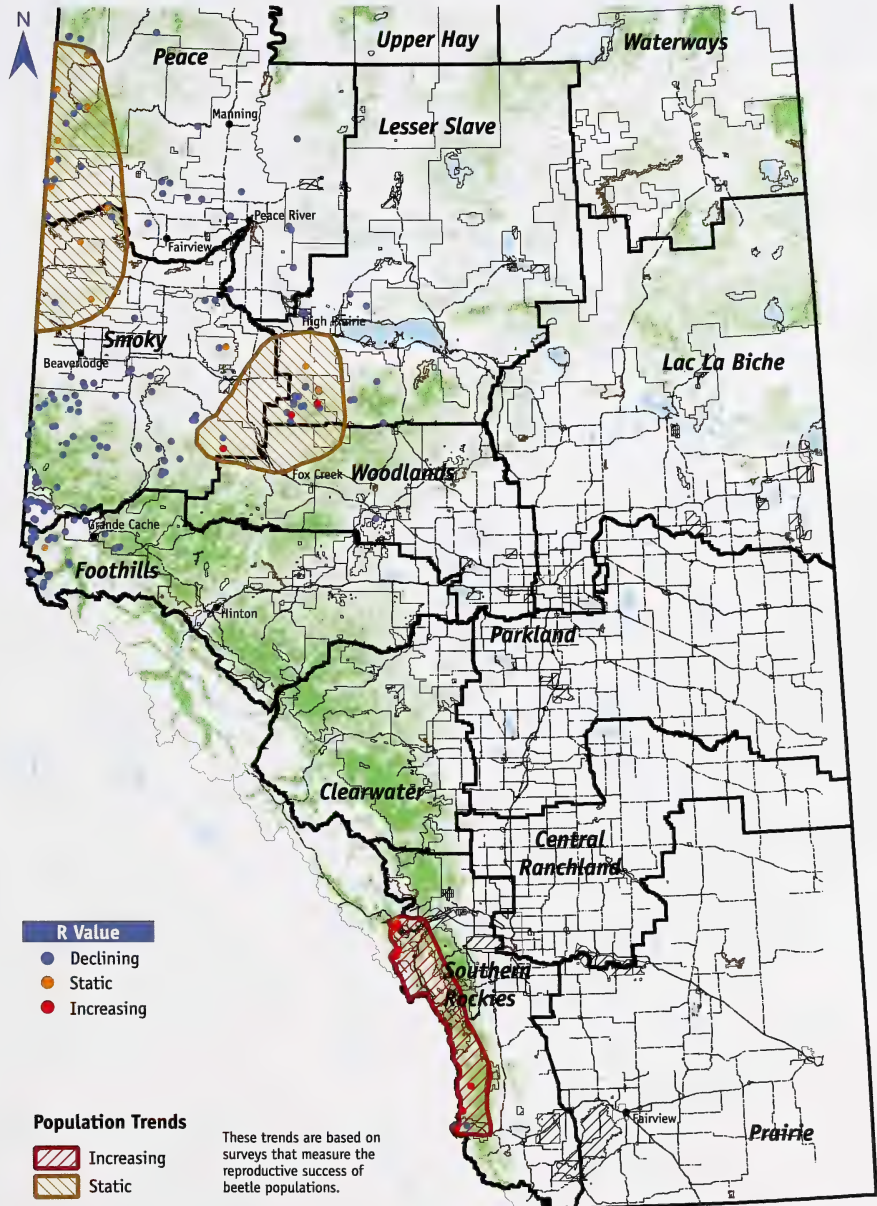 N
Upper Hay
Waterways
Peace
Manning
Lesser Slave
Peace River
Fairview
High Prairie
Smoky
Beaverlodge
Lac La Biche
Fox Creek
Woodlands
Grande Cache
Foothills
Hinton
Parkland
Clearwater
Central
Ranchland
R Value
Declining
Static
Increasing
Southern
Rockies
Population Trends
Increasing
Static
These trends are based on
surveys that measure the
reproductive success of
beetle populations.
Fairview
Prairie